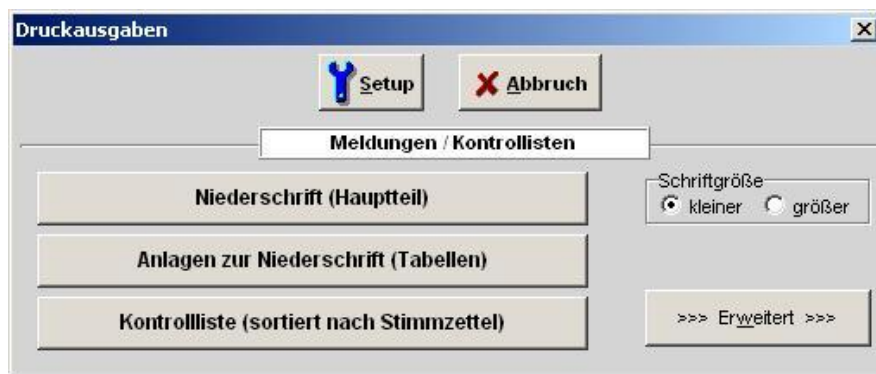 Druckausgaben
Setup
Abbruch
Meldungen / Kontrollisten
Niederschrift (Hauptteil)
Schriftgröße
kleiner größer
Anlagen zur Niederschrift (Tabellen)
Kontrollliste (sortiert nach Stimmzettel)
>>> Erweitert >>>